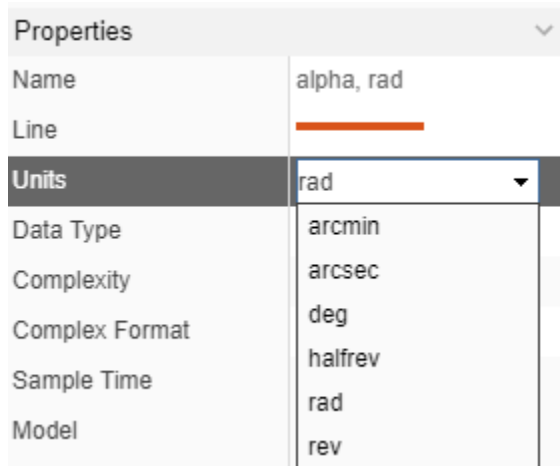 Properties
Name alpha, rad
Line
Units rad
Data Type arcmin
Complexity arcsec
Complex Format deg
Sample Time halfrev
Model rad
rev